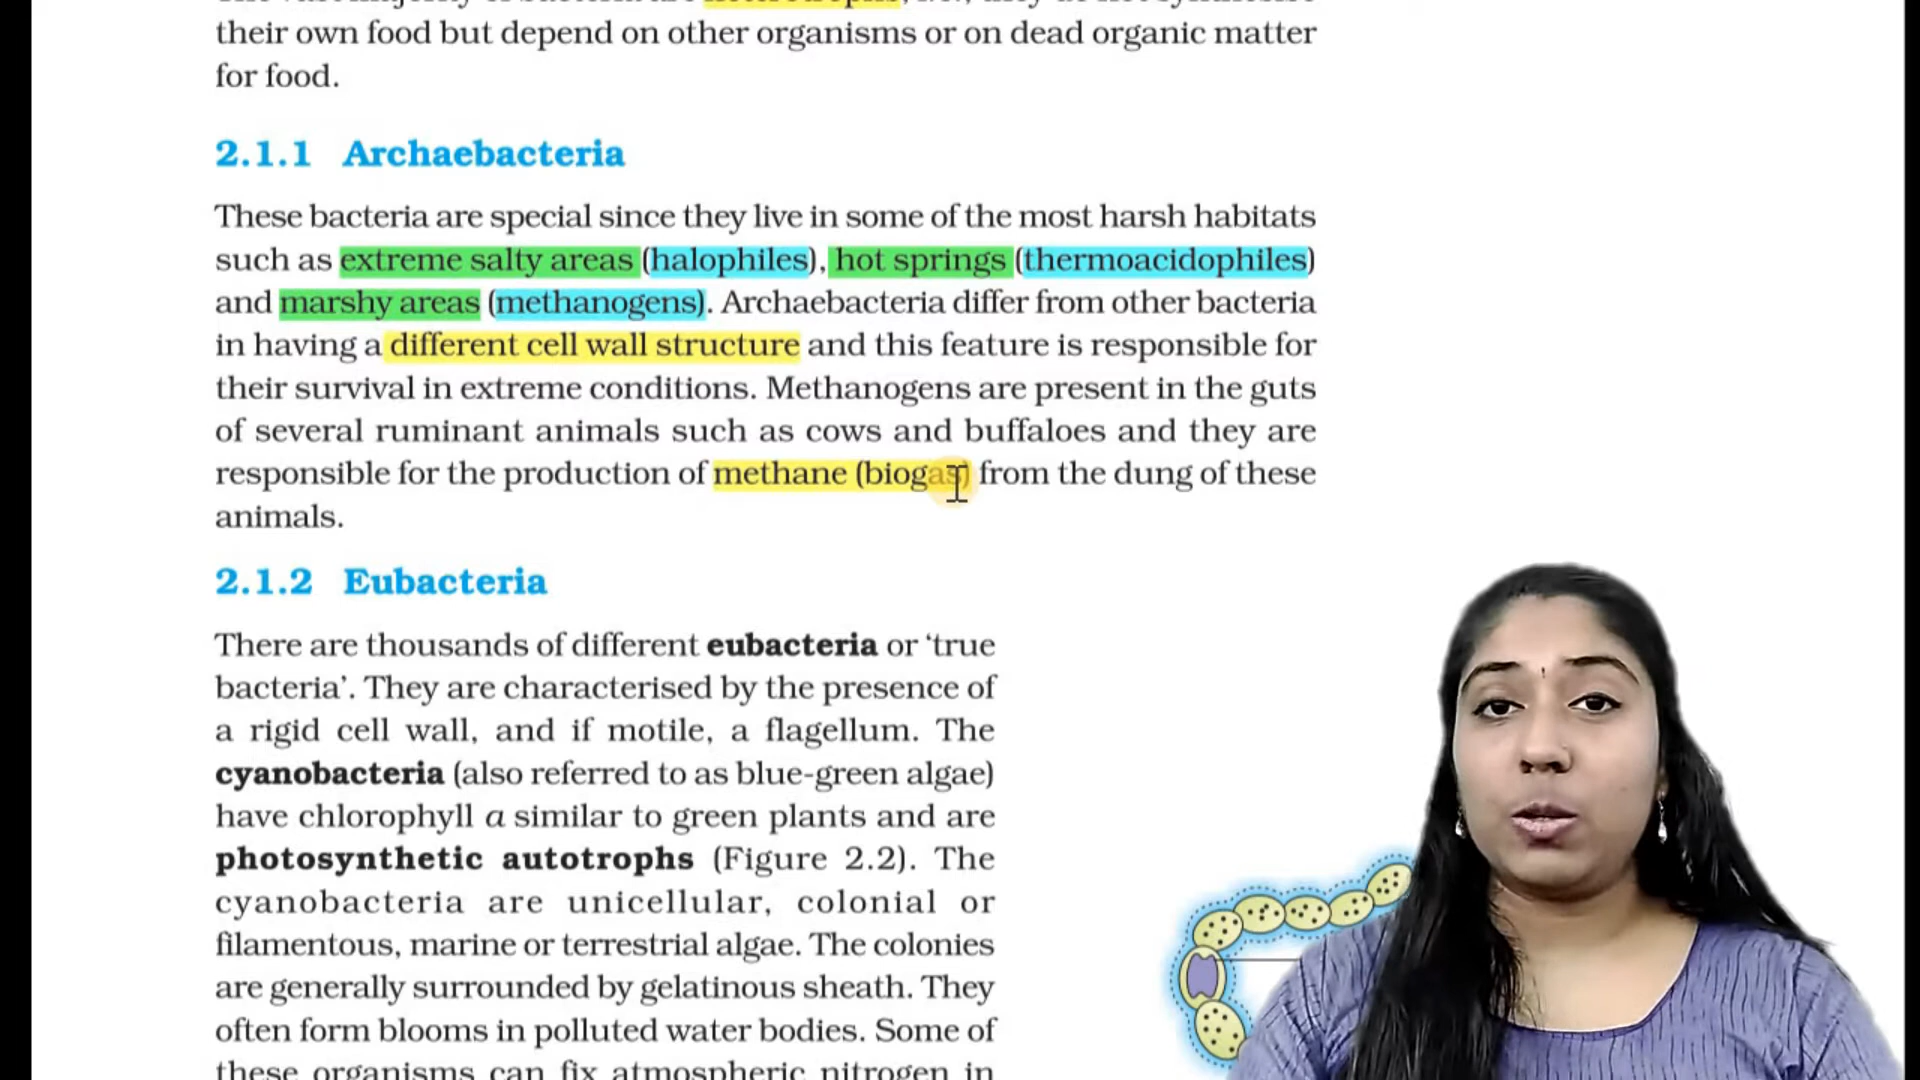 their own food but depend on other organisms or on dead organic matter
for food.
2.1.1 Archaebacteria
These bacteria are special since they live in some of the most harsh habitats
such as extreme salty areas (halophiles), hot springs (thermoacidophiles)
and marshy areas (methanogens). Archaebacteria differ from other bacteria
in having a different cell wall structure and this feature is responsible for
their survival in extreme conditions. Methanogens are present in the guts
of several ruminant animals such as cows and buffaloes and they are
responsible for the production of methane (biogas) from the dung of these
animals.
2.1.2 Eubacteria
There are thousands of different eubacteria or ‘true
bacteria’. They are characterised by the presence of
a rigid cell wall, and if motile, a flagellum. The
cyanobacteria (also referred to as blue-green algae)
have chlorophyll a similar to green plants and are
photosynthetic autotrophs (Figure 2.2). The
cyanobacteria are unicellular, colonial or
filamentous, marine or terrestrial algae. The colonies
are generally surrounded by gelatinous sheath. They
often form blooms in polluted water bodies. Some of
these organisms can fix atmospheric nitrogen in